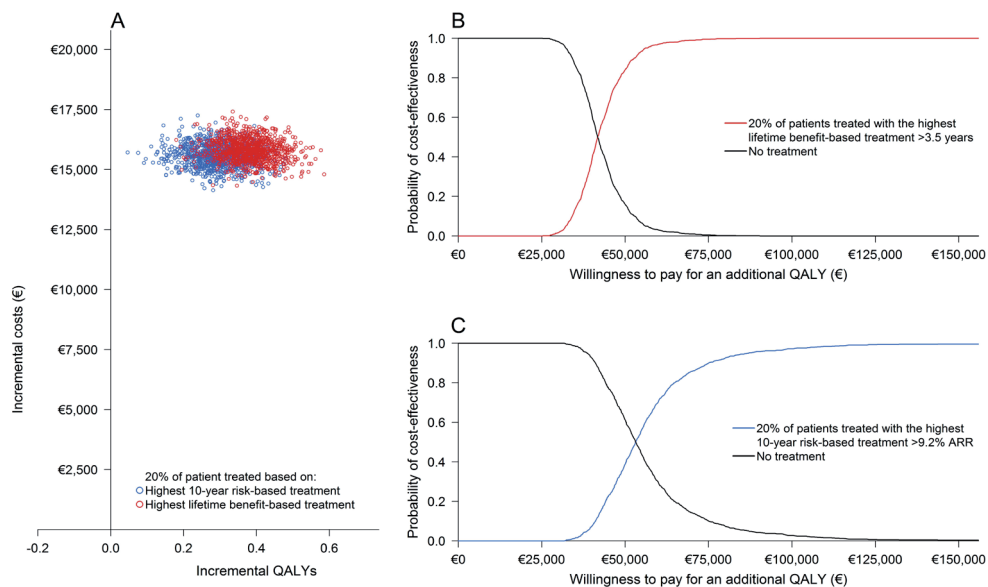 A
€20,000
€17,500
€15,000
€12,500
€10,000
€7,500
€5,000
€2,500
Incremental costs (€)
20% of patient treated based on:
Highest 10-year risk-based treatment
Highest lifetime benefit-based treatment
-0.2
0.0
0.2
0.4
0.6
Incremental QALYs
B
1.0
0.8
0.6
0.4
0.2
0.0
Probability of cost-effectiveness
20% of patients treated with the highest
lifetime benefit-based treatment >3.5 years
No treatment
€0
€25,000
€50,000
€75,000
€100,000
€125,000
€150,000
Willingness to pay for an additional QALY (€)
C
1.0
0.8
0.6
0.4
0.2
0.0
Probability of cost-effectiveness
20% of patients treated with the highest
10-year risk-based treatment >9.2% ARR
No treatment
€0
€25,000
€50,000
€75,000
€100,000
€125,000
€150,000
Willingness to pay for an additional QALY (€)